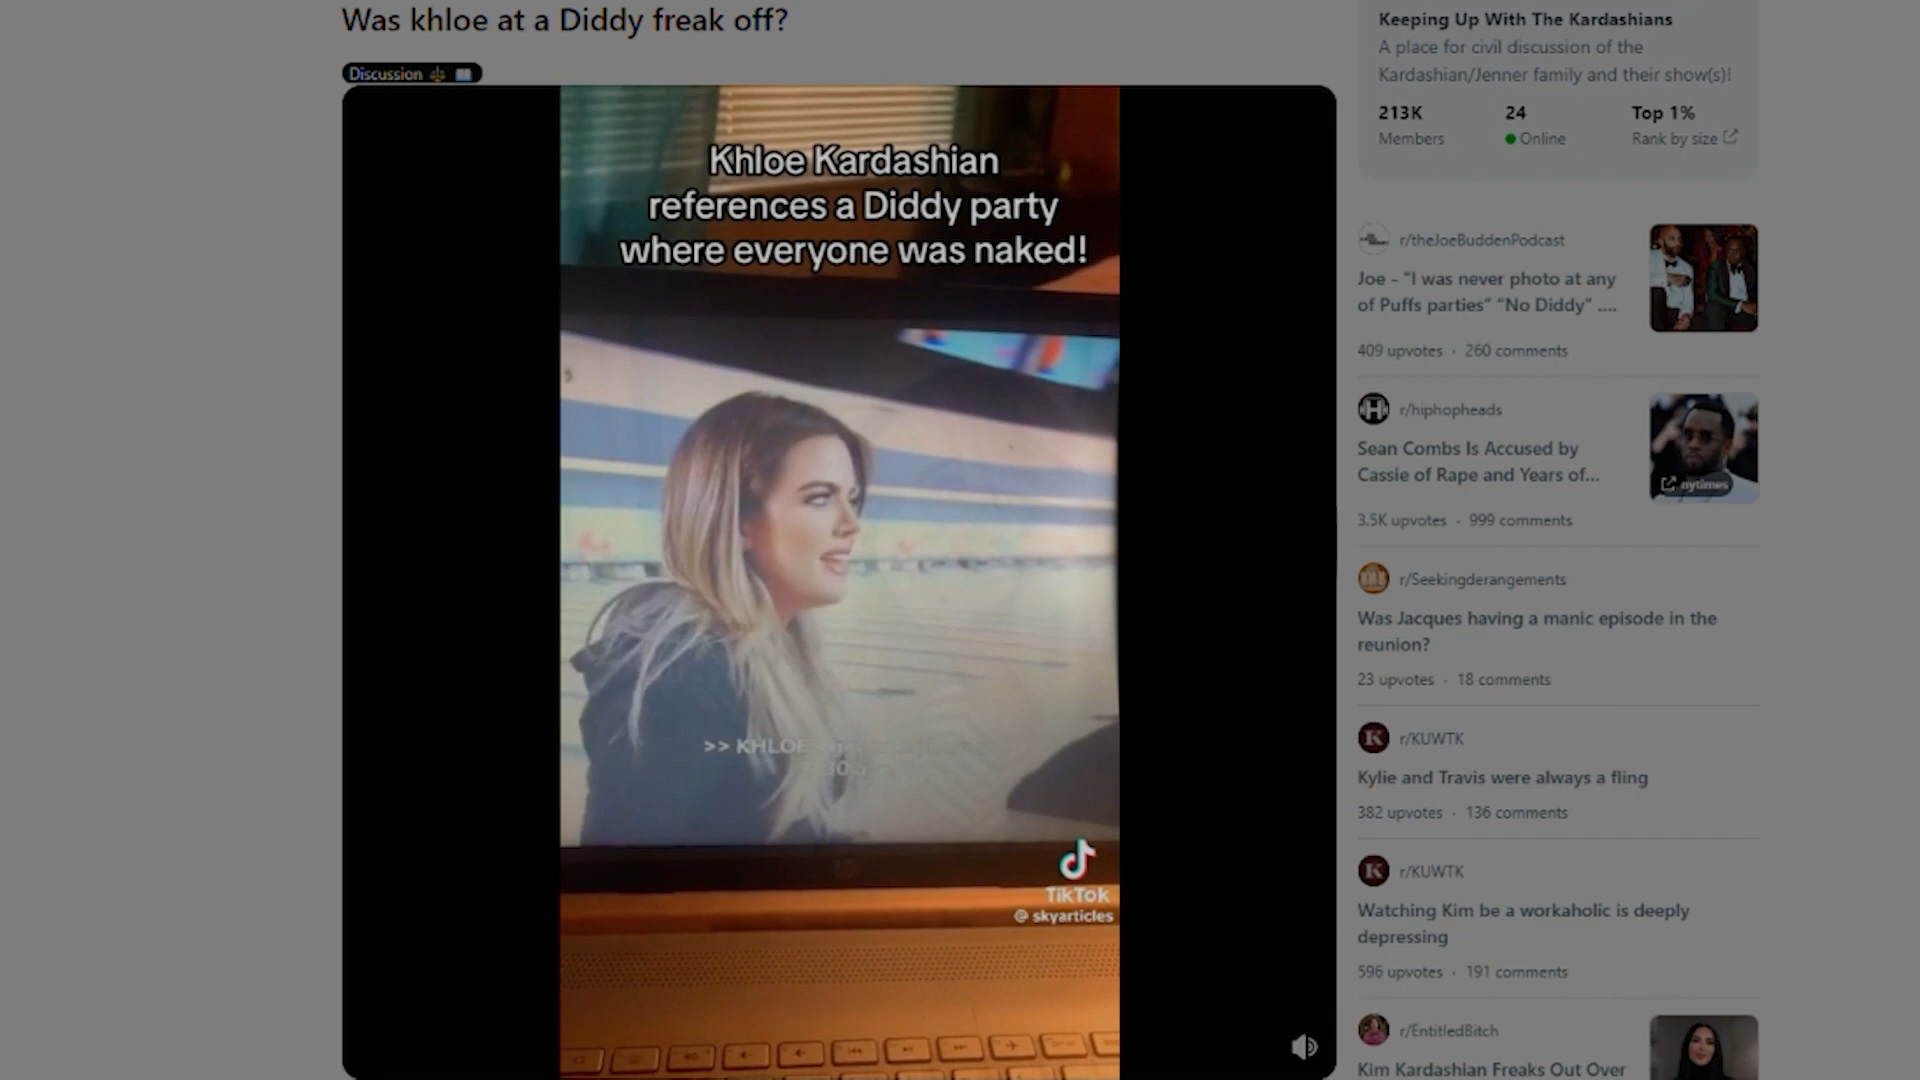 Was khloe at a Diddy freak off?
Discussion
Khloe Kardashian
references a Diddy party
where everyone was naked!
>> KHLOE
TikTok
@ skyarticles
Keeping Up With The Kardashians
A place for civil discussion of the
Kardashian/Jenner family and their show(s)!
213K
24
Top 1%
Members
Online
Rank by size
r/theJoeBuddenPodcast
Joe - "I was never photo at any
of Puffs parties" "No Diddy" ....
409 upvotes · 260 comments
r/hiphopheads
Sean Combs Is Accused by
Cassie of Rape and Years of...
nytimes
3.5K upvotes · 999 comments
r/Seekingderangements
Was Jacques having a manic episode in the
reunion?
23 upvotes · 18 comments
r/KUWTK
Kylie and Travis were always a fling
382 upvotes · 136 comments
r/KUWTK
Watching Kim be a workaholic is deeply
depressing
596 upvotes · 191 comments
r/EntitledBitch
Kim Kardashian Freaks Out Over